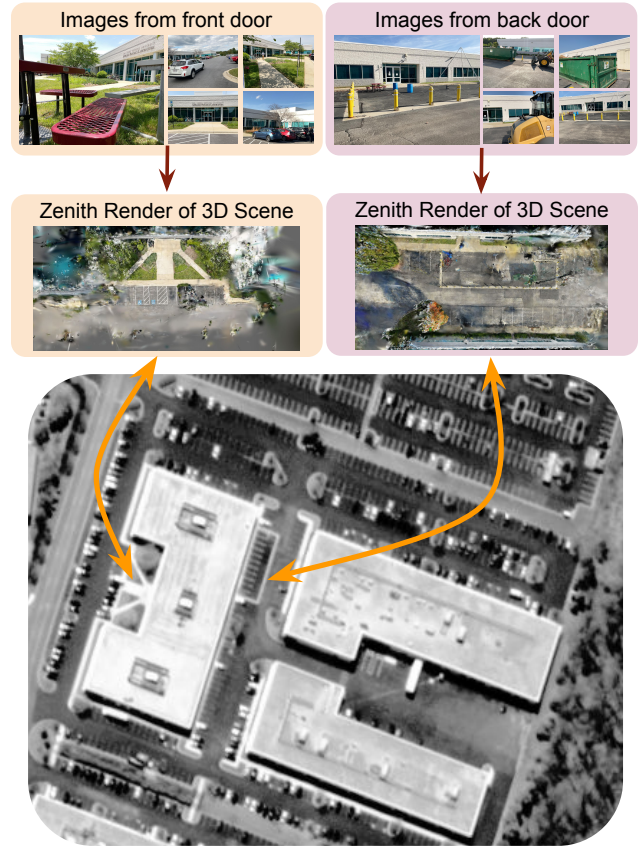 Images from front door
Images from back door
Zenith Render of 3D Scene
Zenith Render of 3D Scene